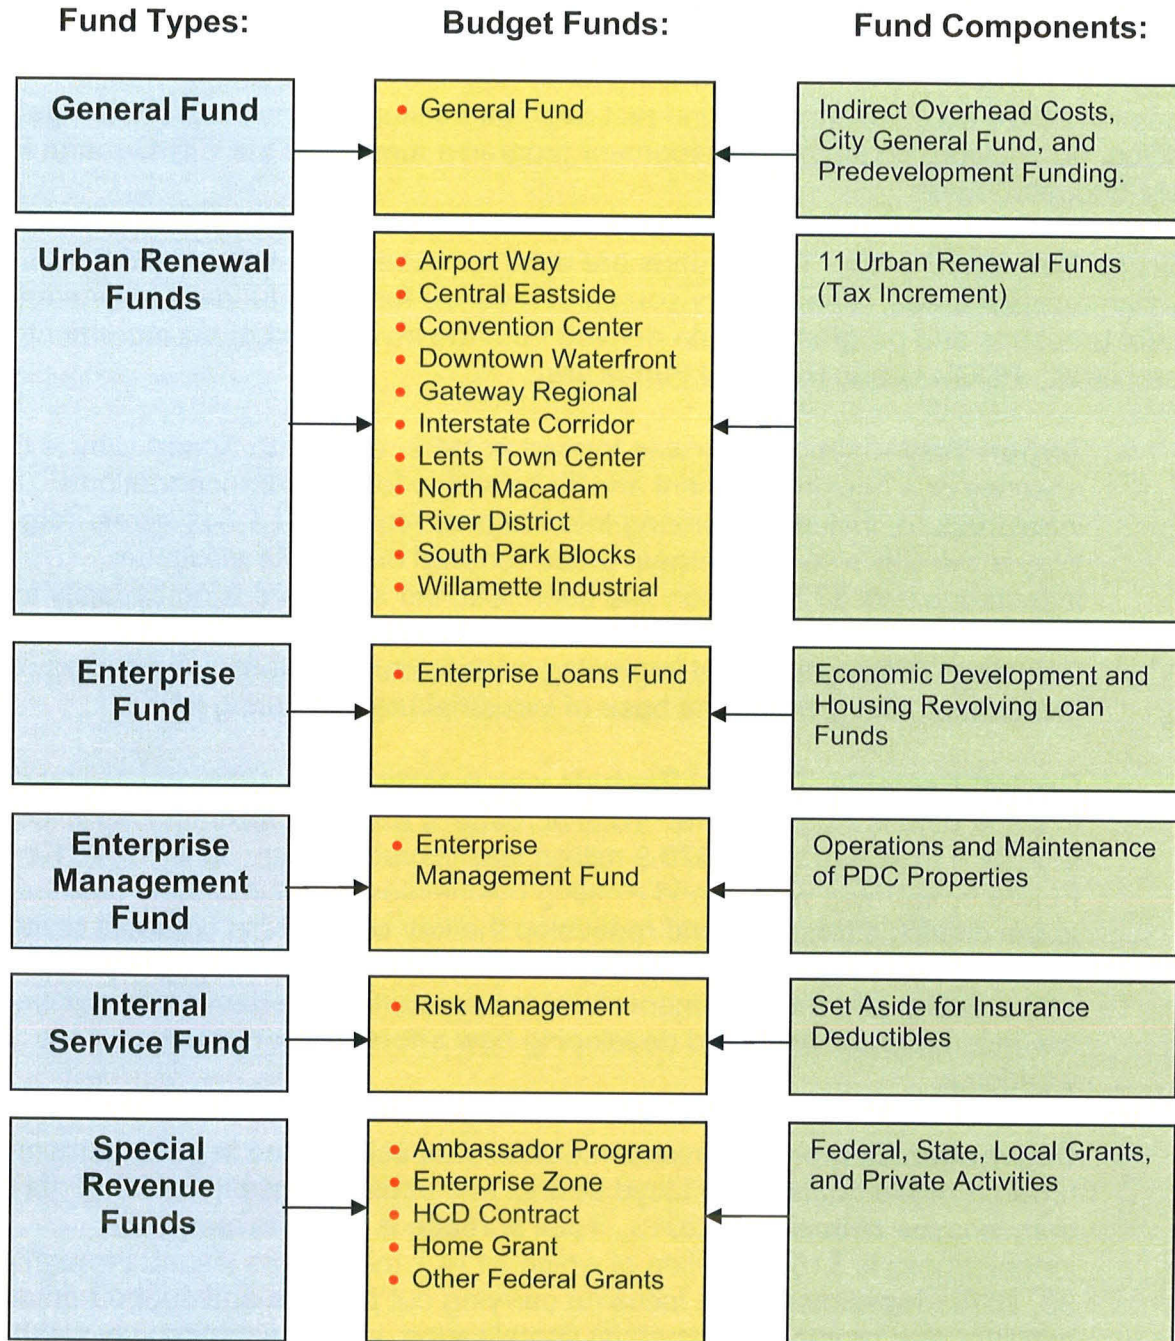 Fund Types:
Budget Funds:
Fund Components:
General Fund
• General Fund
Indirect Overhead Costs,
City General Fund, and
Predevelopment Funding.
Urban Renewal
Funds
• Airport Way
• Central Eastside
• Convention Center
• Downtown Waterfront
• Gateway Regional
• Interstate Corridor
• Lents Town Center
• North Macadam
• River District
• South Park Blocks
• Willamette Industrial
11 Urban Renewal Funds
(Tax Increment)
Enterprise
Fund
• Enterprise Loans Fund
Economic Development and
Housing Revolving Loan
Funds
Enterprise
Management
Fund
• Enterprise
Management Fund
Operations and Maintenance
of PDC Properties
Internal
Service Fund
• Risk Management
Set Aside for Insurance
Deductibles
Special
Revenue
Funds
• Ambassador Program
• Enterprise Zone
• HCD Contract
• Home Grant
• Other Federal Grants
Federal, State, Local Grants,
and Private Activities